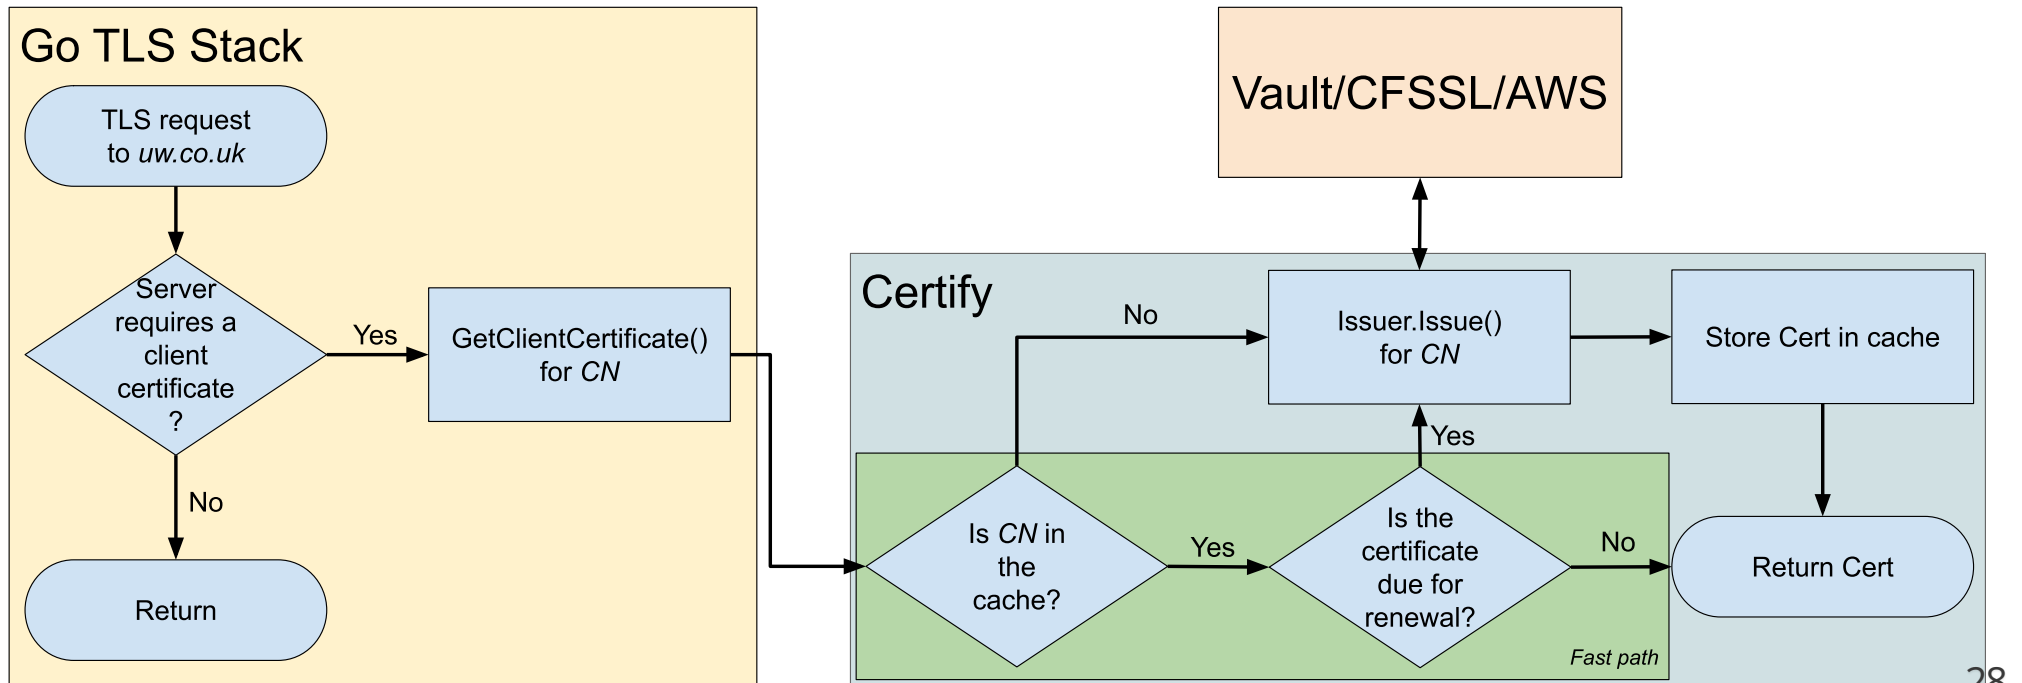 Go TLS Stack
TLS request
to uw.co.uk
Server
requires a
client
certificate
?
Yes
GetClientCertificate()
for CN
No
Return
Vault/CFSSL/AWS
Certify
No
Issuer.Issue()
for CN
Store Cert in cache
Yes
Is CN in
the
cache?
Yes
Is the
certificate
due for
renewal?
No
Return Cert
Fast path
28